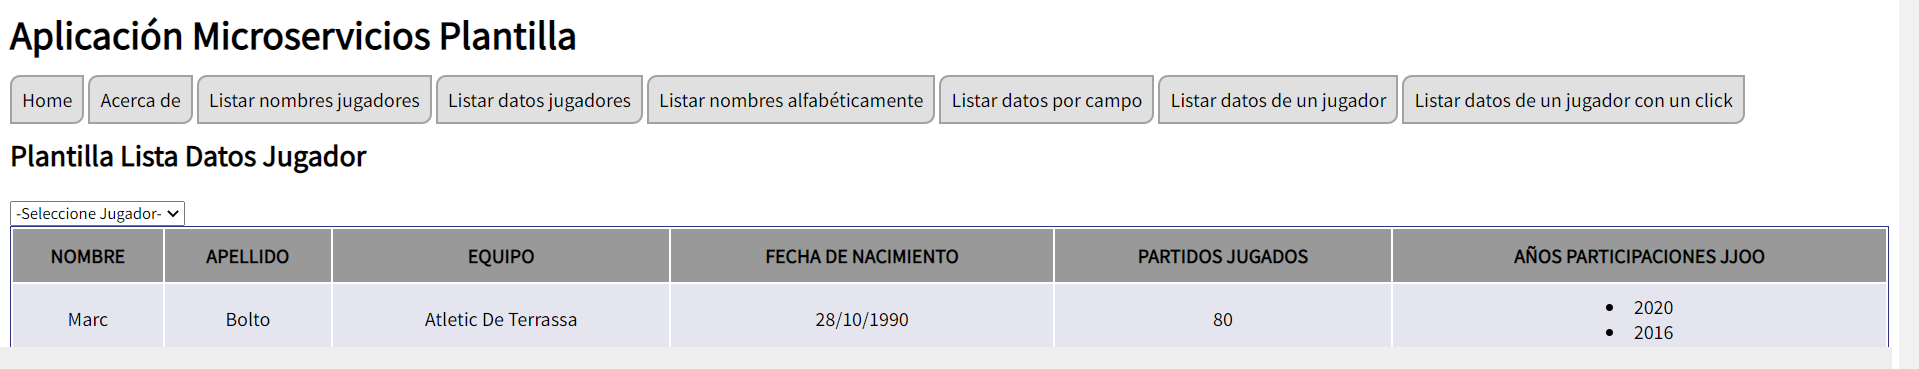 Aplicación Microservicios Plantilla
Home Acerca de Listar nombres jugadores Listar datos jugadores Listar nombres alfabéticamente Listar datos por campo Listar datos de un jugador Listar datos de un jugador con un click
Plantilla Lista Datos Jugador
-Seleccione Jugador-
NOMBRE APELLIDO EQUIPO FECHA DE NACIMIENTO PARTIDOS JUGADOS AÑOS PARTICIPACIONES JJOO
Marc Bolto Atletic De Terrassa 28/10/1990 80 • 2020
• 2016